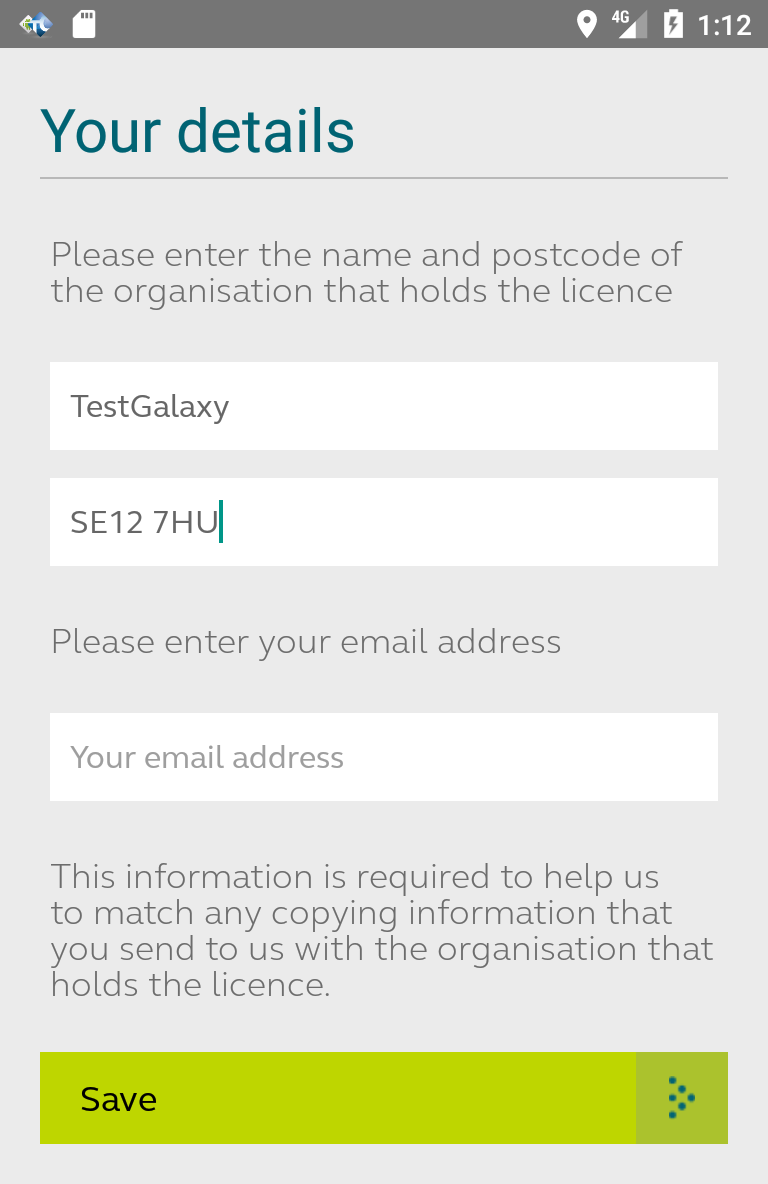 4G 1:12
Your details
Please enter the name and postcode of
the organisation that holds the licence
TestGalaxy
SE12 7HU
Please enter your email address
Your email address
This information is required to help us
to match any copying information that
you send to us with the organisation that
holds the licence.
Save